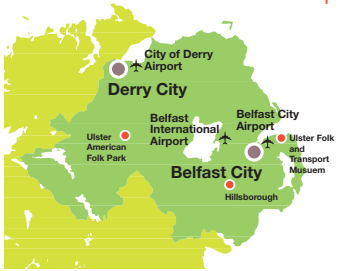 City of Derry
Airport
Derry City
Belfast
International
Airport
Belfast City
Airport
Ulster
American
Folk Park
Ulster Folk
and
Transport
Musuem
Belfast City
Hillsborough